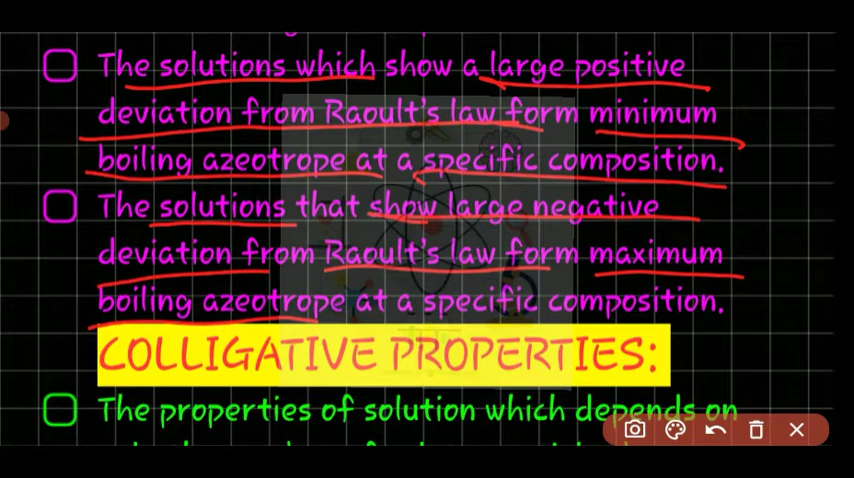 The solutions which show a large positive
deviation from Raoult's law form minimum
boiling azeotrope at a specific composition.
The solutions that show large negative
deviation from Raoult's law form maximum
boiling azeotrope at a specific composition.
COLLIGATIVE PROPERTIES:
The properties of solution which depends on